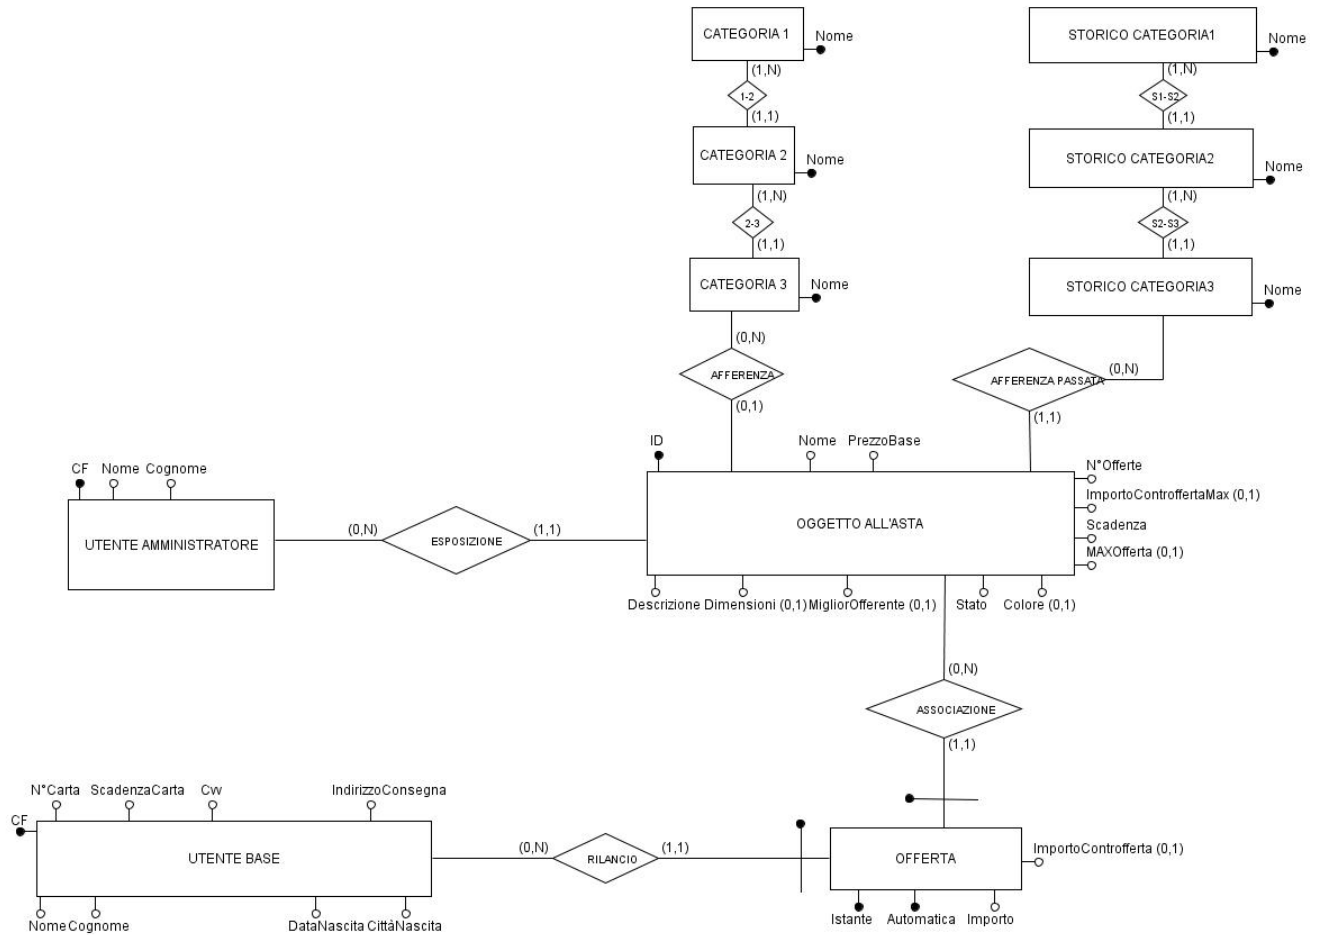 CATEGORIA 1
Nome
STORICO CATEGORIA1
Nome
(1,N)
(1,N)
1-2
S1-S2
(1,1)
(1,1)
CATEGORIA 2
Nome
STORICO CATEGORIA2
Nome
(1,N)
(1,N)
2-3
S2-S3
(1,1)
(1,1)
CATEGORIA 3
Nome
STORICO CATEGORIA3
Nome
(0,N)
AFFERENZA
(0,1)
AFFERENZA PASSATA
(0,N)
(1,1)
ID
Nome
PrezzoBase
CF
Nome
Cognome
N°Offerte
ImportoControffertaMax (0,1)
Scadenza
MAXOfferta (0,1)
OGGETTO ALL'ASTA
UTENTE AMMINISTRATORE
(0,N)
ESPOSIZIONE
(1,1)
Descrizione
Dimensioni (0,1)
MigliorOfferente (0,1)
Stato
Colore (0,1)
(0,N)
ASSOCIAZIONE
(1,1)
N°Carta
ScadenzaCarta
Cvv
IndirizzoConsegna
CF
UTENTE BASE
(0,N)
RILANCIO
(1,1)
OFFERTA
ImportoControfferta (0,1)
Nome
Cognome
DataNascita
CittàNascita
Istante
Automatica
Importo